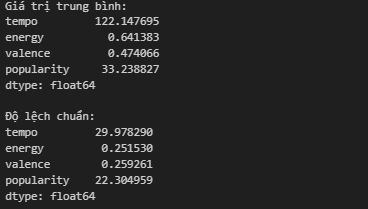 Giá trị trung bình:
tempo         122.147695
energy          0.641383
valence         0.474066
popularity     33.238827
dtype: float64

Độ lệch chuẩn:
tempo         29.978290
energy         0.251530
valence        0.259261
popularity    22.304959
dtype: float64